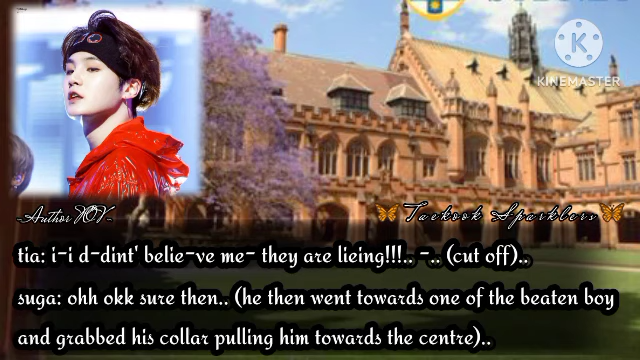 KINEMASTER
-Author POV-
🦋 Taekook Sparklers 🦋
tia: i-i d-dint' belie-ve me- they are lieing!!!.. -.. (cut off)..
suga: ohh okk sure then.. (he then went towards one of the beaten boy
and grabbed his collar pulling him towards the centre)..